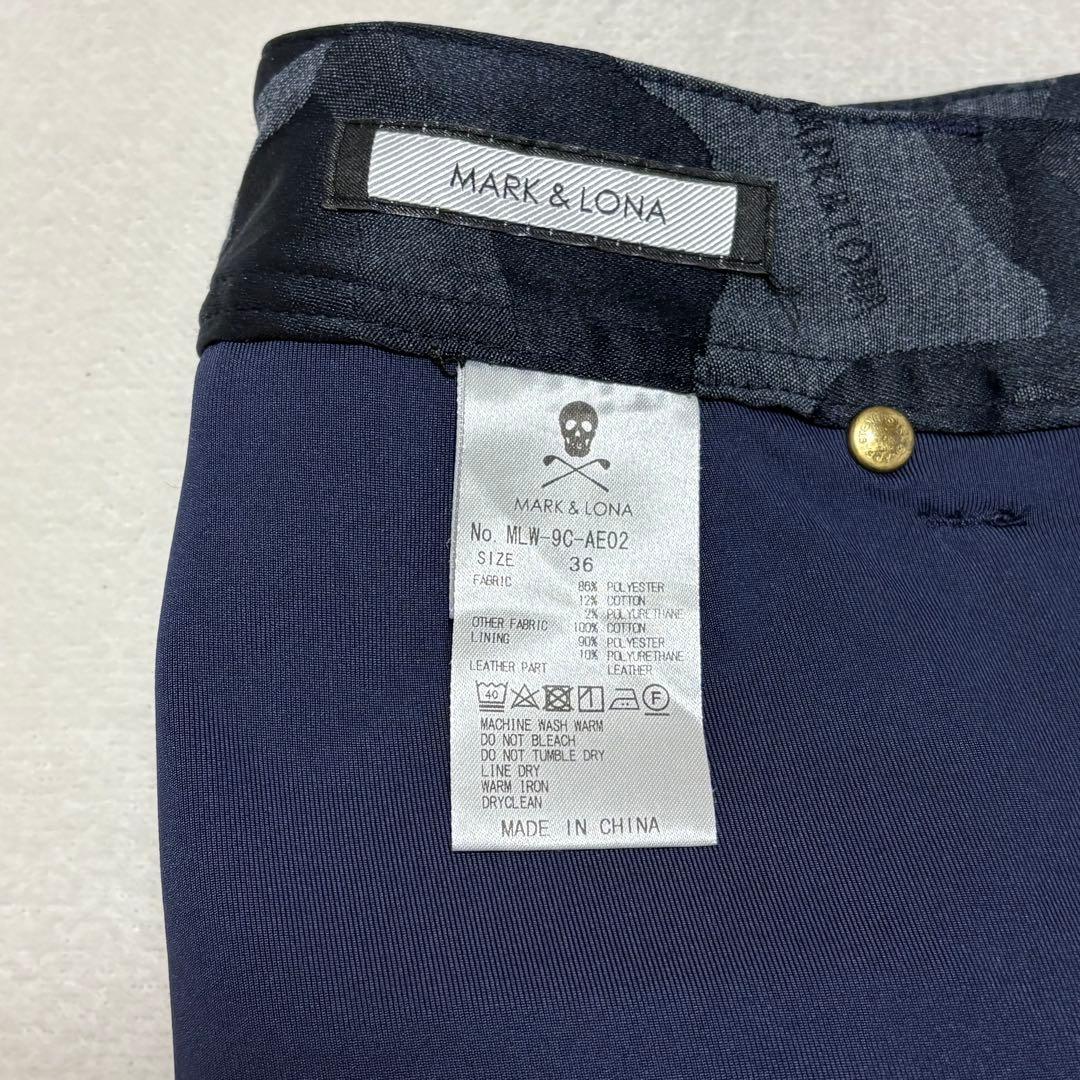 MARK & LONA
MARK & LONA
MARK & LONA
No. MLW-9C-AE02
SIZE 36
FABRIC 86% POLYESTER
12% COTTON
2% POLYURETHANE
OTHER FABRIC 100% COTTON
LINING 90% POLYESTER
10% POLYURETHANE
LEATHER PART LEATHER
40 F
MACHINE WASH WARM
DO NOT BLEACH
DO NOT TUMBLE DRY
LINE DRY
WARM IRON
DRYCLEAN
MADE IN CHINA